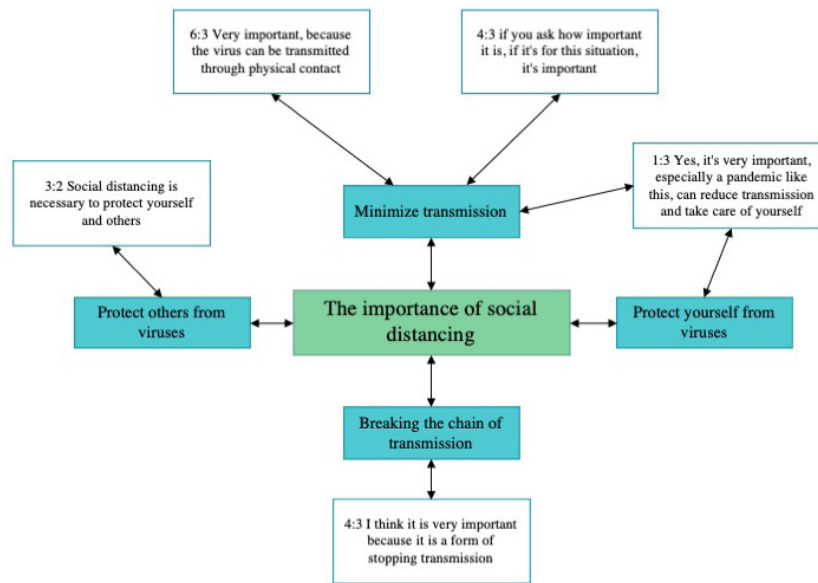 6:3 Very important, because
the virus can be transmitted
through physical contact
4:3 if you ask how important
it is, if it's for this situation,
it's important
1:3 Yes, it's very important,
especially a pandemic like
this, can reduce transmission
and take care of yourself
3:2 Social distancing is
necessary to protect yourself
and others
Minimize transmission
Protect others from
viruses
The importance of social
distancing
Protect yourself from
viruses
Breaking the chain of
transmission
4:3 I think it is very important
because it is a form of
stopping transmission